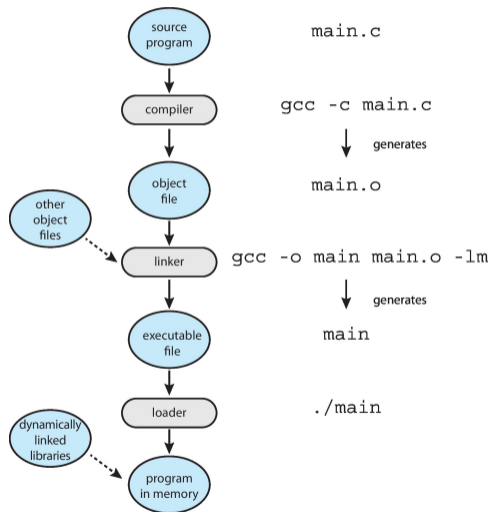 source
program
main.c
compiler
gcc -c main.c
generates
object
file
main.o
other
object
files
linker
gcc -o main main.o -lm
generates
executable
file
main
loader
./main
dynamically
linked
libraries
program
in memory